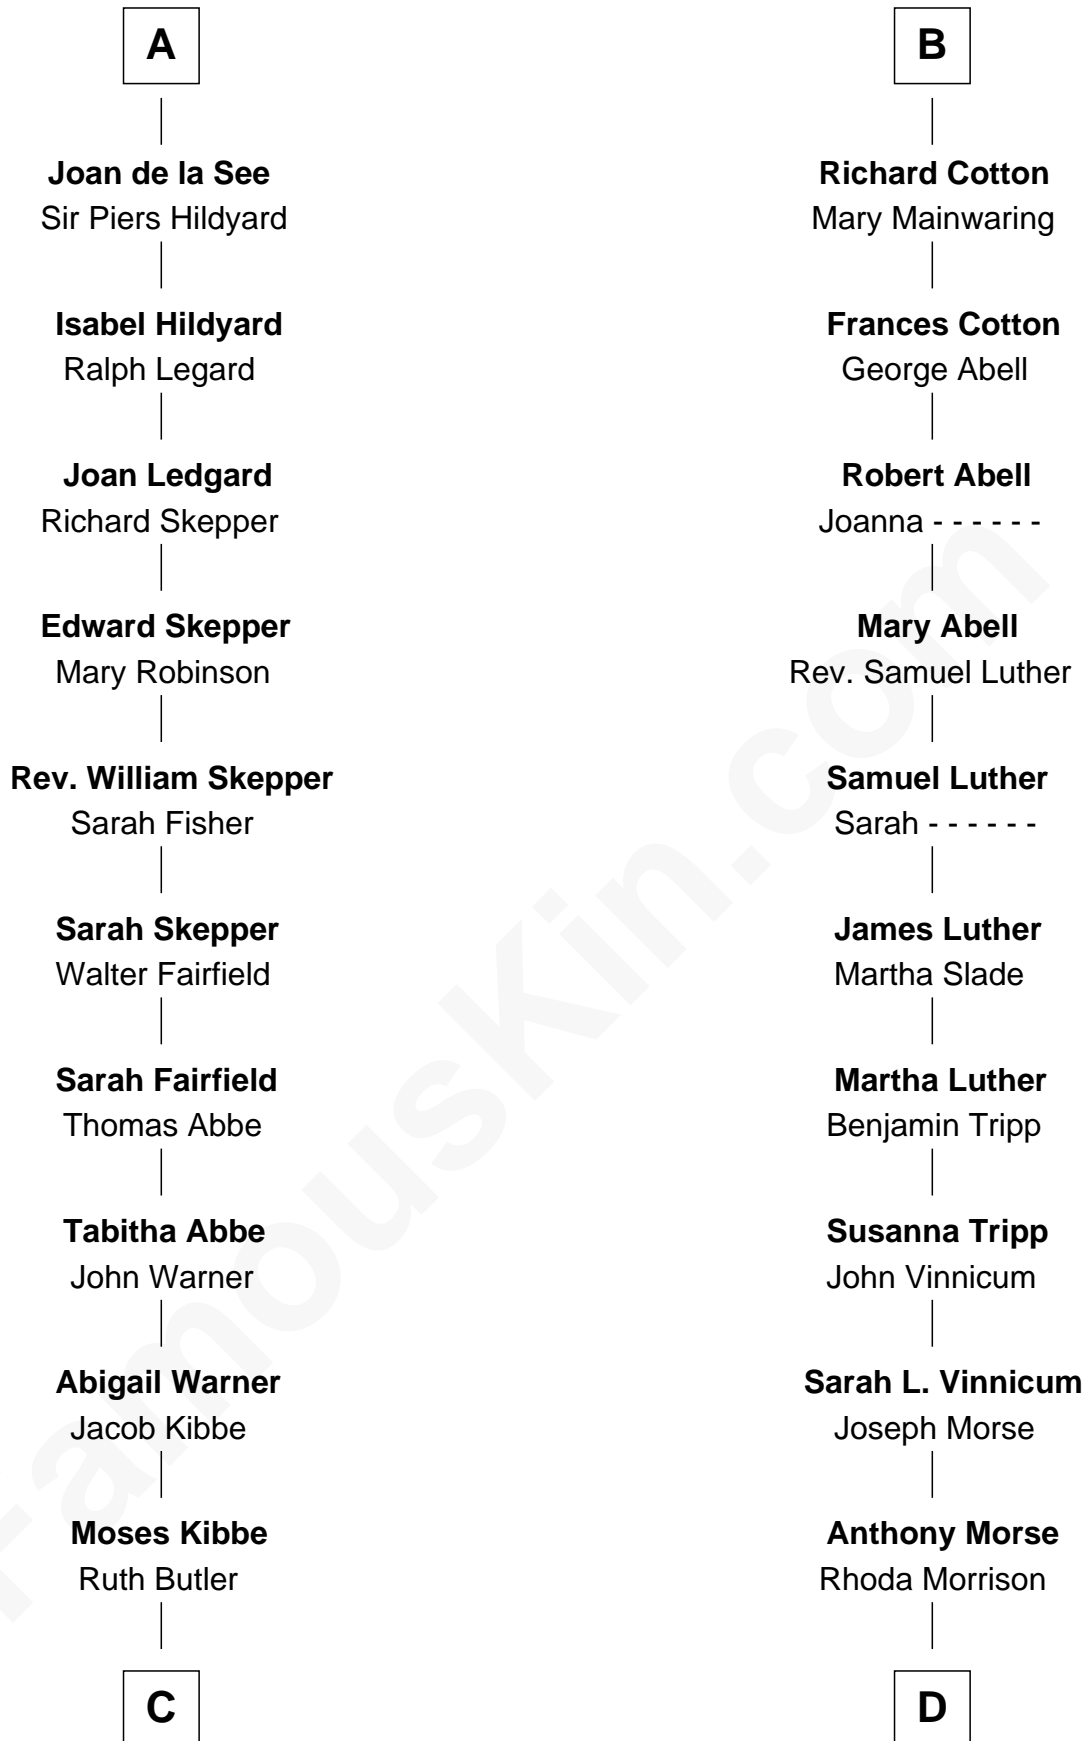 A
Joan de la See
Sir Piers Hildyard
Isabel Hildyard
Ralph Legard
Joan Ledgard
Richard Skepper
Edward Skepper
Mary Robinson
Rev. William Skepper
Sarah Fisher
Sarah Skepper
Walter Fairfield
Sarah Fairfield
Thomas Abbe
Tabitha Abbe
John Warner
Abigail Warner
Jacob Kibbe
Moses Kibbe
Ruth Butler
C
B
Richard Cotton
Mary Mainwaring
Frances Cotton
George Abell
Robert Abell
Joanna - - - - - -
Mary Abell
Rev. Samuel Luther
Samuel Luther
Sarah - - - - - -
James Luther
Martha Slade
Martha Luther
Benjamin Tripp
Susanna Tripp
John Vinnicum
Sarah L. Vinnicum
Joseph Morse
Anthony Morse
Rhoda Morrison
D
FamousKin.com